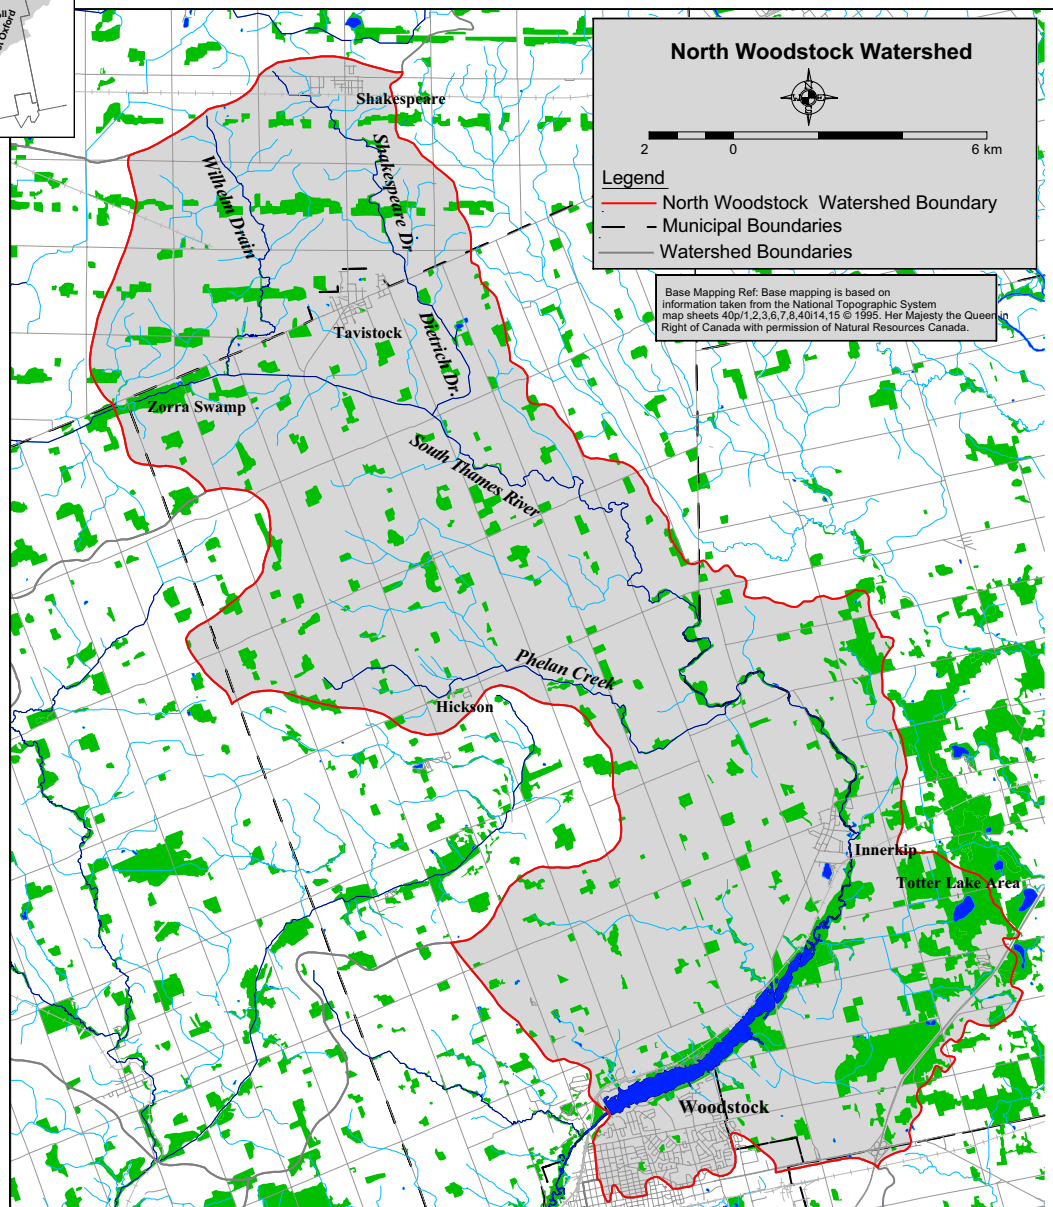 t Oxford
North Woodstock Watershed
2 0 6 km
Legend
North Woodstock Watershed Boundary
Municipal Boundaries
Watershed Boundaries
Base Mapping Ref: Base mapping is based on
information taken from the National Topographic System
map sheets 40p/1,2,3,6,7,8,40i14,15 © 1995. Her Majesty the Queen in
Right of Canada with permission of Natural Resources Canada.
Shakespeare
Wilhelm Drain
Shakespeare Dr.
Tavistock
Dietrich Dr.
Zorra Swamp
South Thames River
Phelan Creek
Hickson
Innerkip
Totter Lake Area
Woodstock